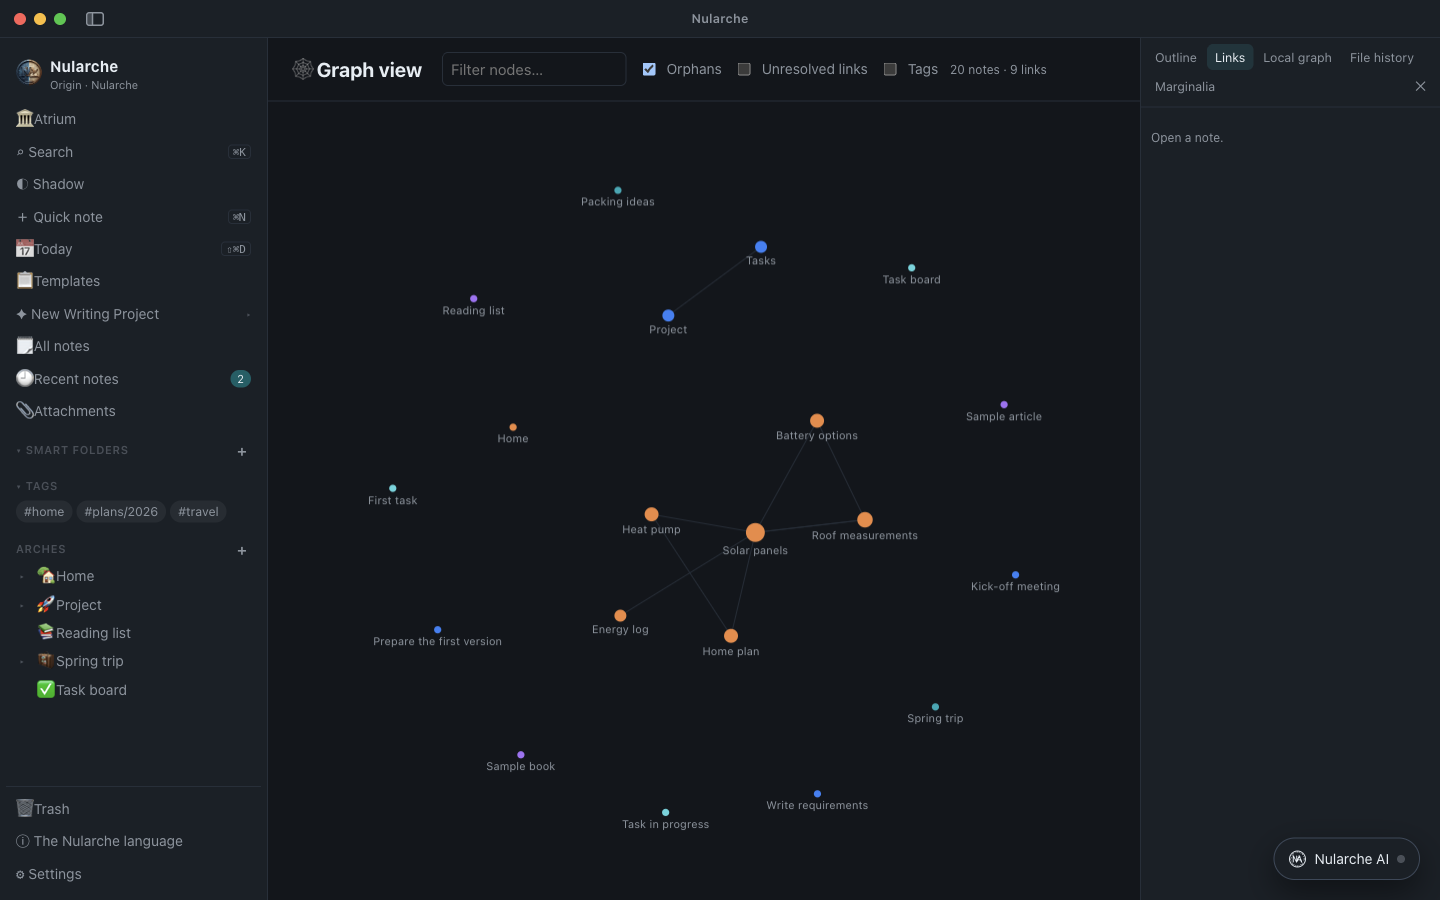 Nularche
Nularche
Origin · Nularche
Atrium
Search ⌘K
Shadow
+ Quick note ⌘N
Today ⇧⌘D
Templates
New Writing Project
All notes
Recent notes 2
Attachments
SMART FOLDERS +
TAGS
#home #plans/2026 #travel
ARCHES +
Home
Project
Reading list
Spring trip
Task board
Trash
The Nularche language
Settings
Graph view Filter nodes... Orphans Unresolved links Tags 20 notes · 9 links
Packing ideas
Tasks
Task board
Reading list
Project
Sample article
Battery options
Home
First task
Heat pump
Roof measurements
Solar panels
Kick-off meeting
Energy log
Prepare the first version
Home plan
Spring trip
Sample book
Write requirements
Task in progress
Outline Links Local graph File history
Marginalia
Open a note.
Nularche AI